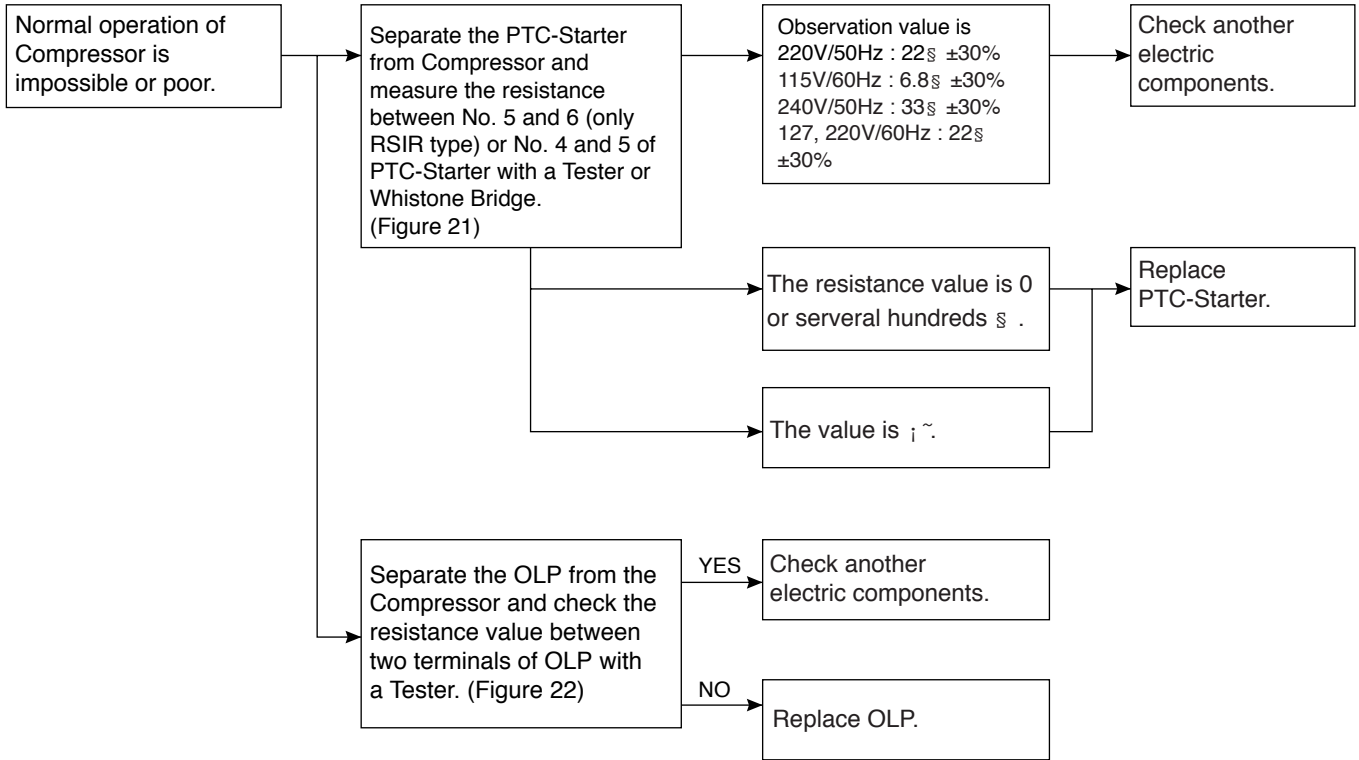 Normal operation of
Compressor is
impossible or poor.
Separate the PTC-Starter
from Compressor and
measure the resistance
between No. 5 and 6 (only
RSIR type) or No. 4 and 5 of
PTC-Starter with a Tester or
Whistone Bridge.
(Figure 21)
Observation value is
220V/50Hz : 22§ ±30%
115V/60Hz : 6.8§ ±30%
240V/50Hz : 33§ ±30%
127, 220V/60Hz : 22§
±30%
Check another
electric
components.
The resistance value is 0
or serveral hundreds § .
Replace
PTC-Starter.
The value is ¡ ˜.
Separate the OLP from the
Compressor and check the
resistance value between
two terminals of OLP with
a Tester. (Figure 22)
YES
Check another
electric components.
NO
Replace OLP.